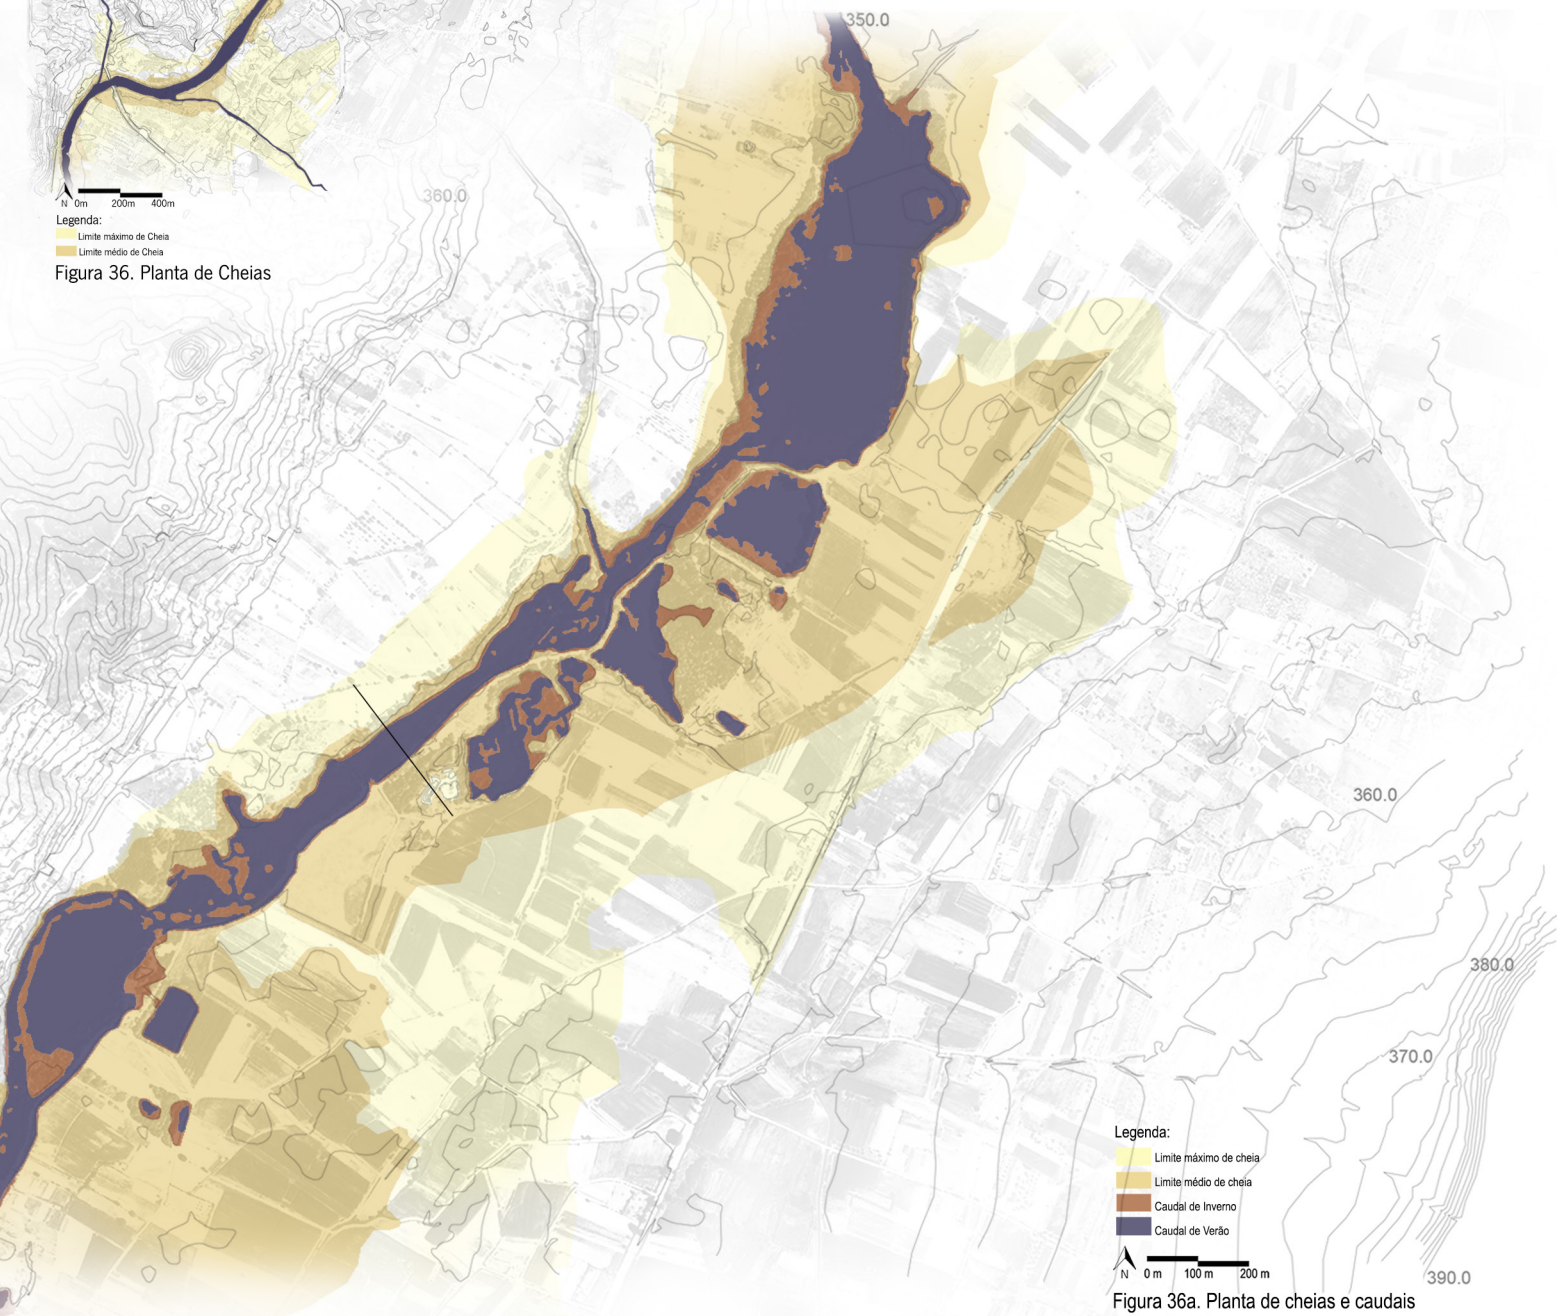 350.0
360.0
N 0m 200m 400m
Legenda:
Limite máximo de Cheia
Limite médio de Cheia
Figura 36. Planta de Cheias
360.0
380.0
370.0
Legenda:
Limite máximo de cheia
Limite médio de cheia
Caudal de Inverno
Caudal de Verão
N 0 m 100 m 200 m
390.0
Figura 36a. Planta de cheias e caudais